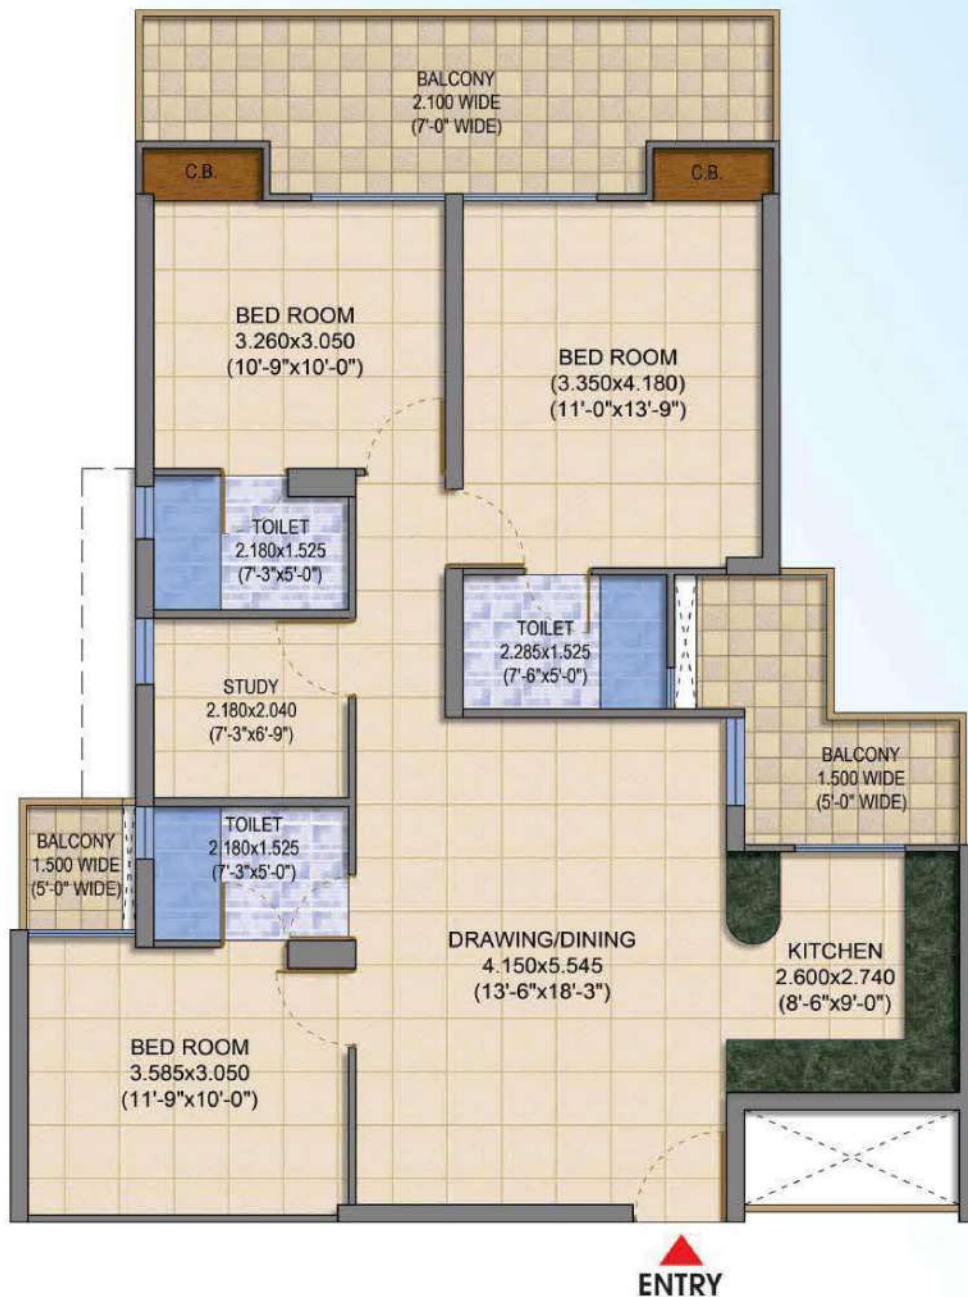 BALCONY
2.100 WIDE
(7'-0" WIDE)
C.B.
C.B.
BED ROOM
3.260x3.050
(10'-9"x10'-0")
BED ROOM
(3.350x4.180)
(11'-0"x13'-9")
TOILET
2.180x1.525
(7'-3"x5'-0")
TOILET
2.285x1.525
(7'-6"x5'-0")
STUDY
2.180x2.040
(7'-3"x6'-9")
BALCONY
1.500 WIDE
(5'-0" WIDE)
TOILET
2.180x1.525
(7'-3"x5'-0")
BALCONY
1.500 WIDE
(5'-0" WIDE)
DRAWING/DINING
4.150x5.545
(13'-6"x18'-3")
KITCHEN
2.600x2.740
(8'-6"x9'-0")
BED ROOM
3.585x3.050
(11'-9"x10'-0")
ENTRY